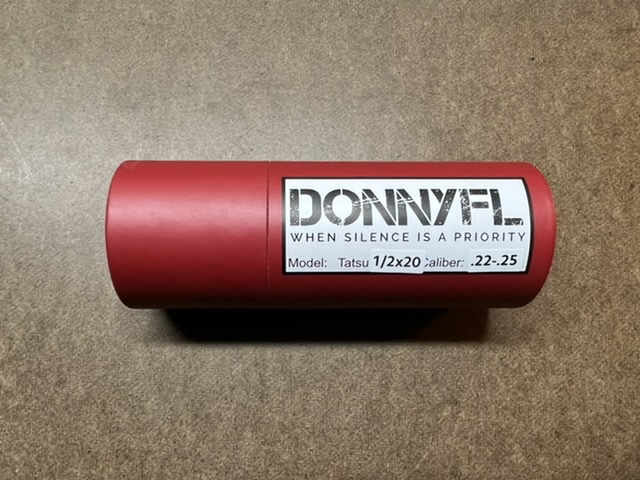 DONNYFL
WHEN SILENCE IS A PRIORITY
Model: Tatsu 1/2x20 Caliber: .22-.25